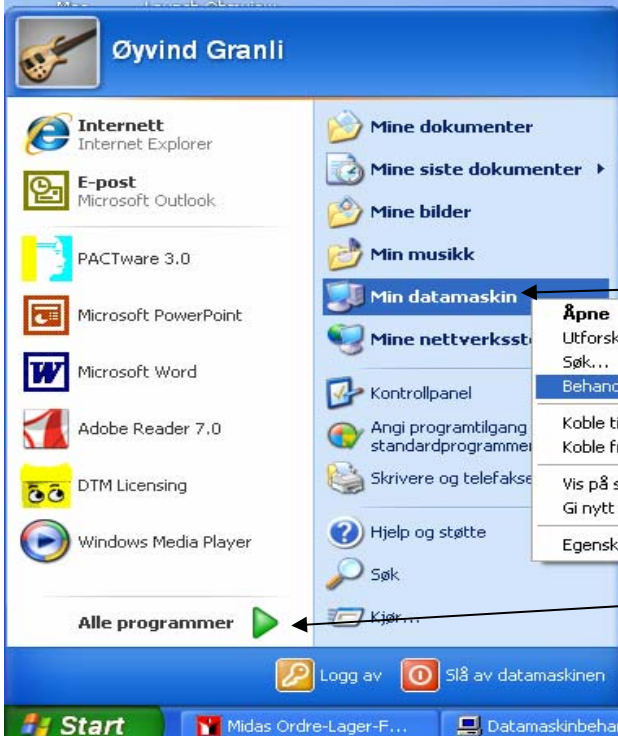 Øyvind Granli
Internett
Internet Explorer
E-post
Microsoft Outlook
PACTware 3.0
Microsoft PowerPoint
Microsoft Word
Adobe Reader 7.0
DTM Licensing
Windows Media Player
Alle programmer
Mine dokumenter
Mine siste dokumenter
Mine bilder
Min musikk
Min datamaskin
Mine nettverksst
Kontrollpanel
Angi programtilgang
standardprogrammer
Skrivere og telefakse
Hjelp og støtte
Søk
Kjør...
Åpne
Utforsk
Søk...
Behand
Koble ti
Koble fr
Vis på s
Gi nytt
Egensk
Logg av
Slå av datamaskinen
Start
Midas Ordre-Lager-F...
Datamaskinbehan